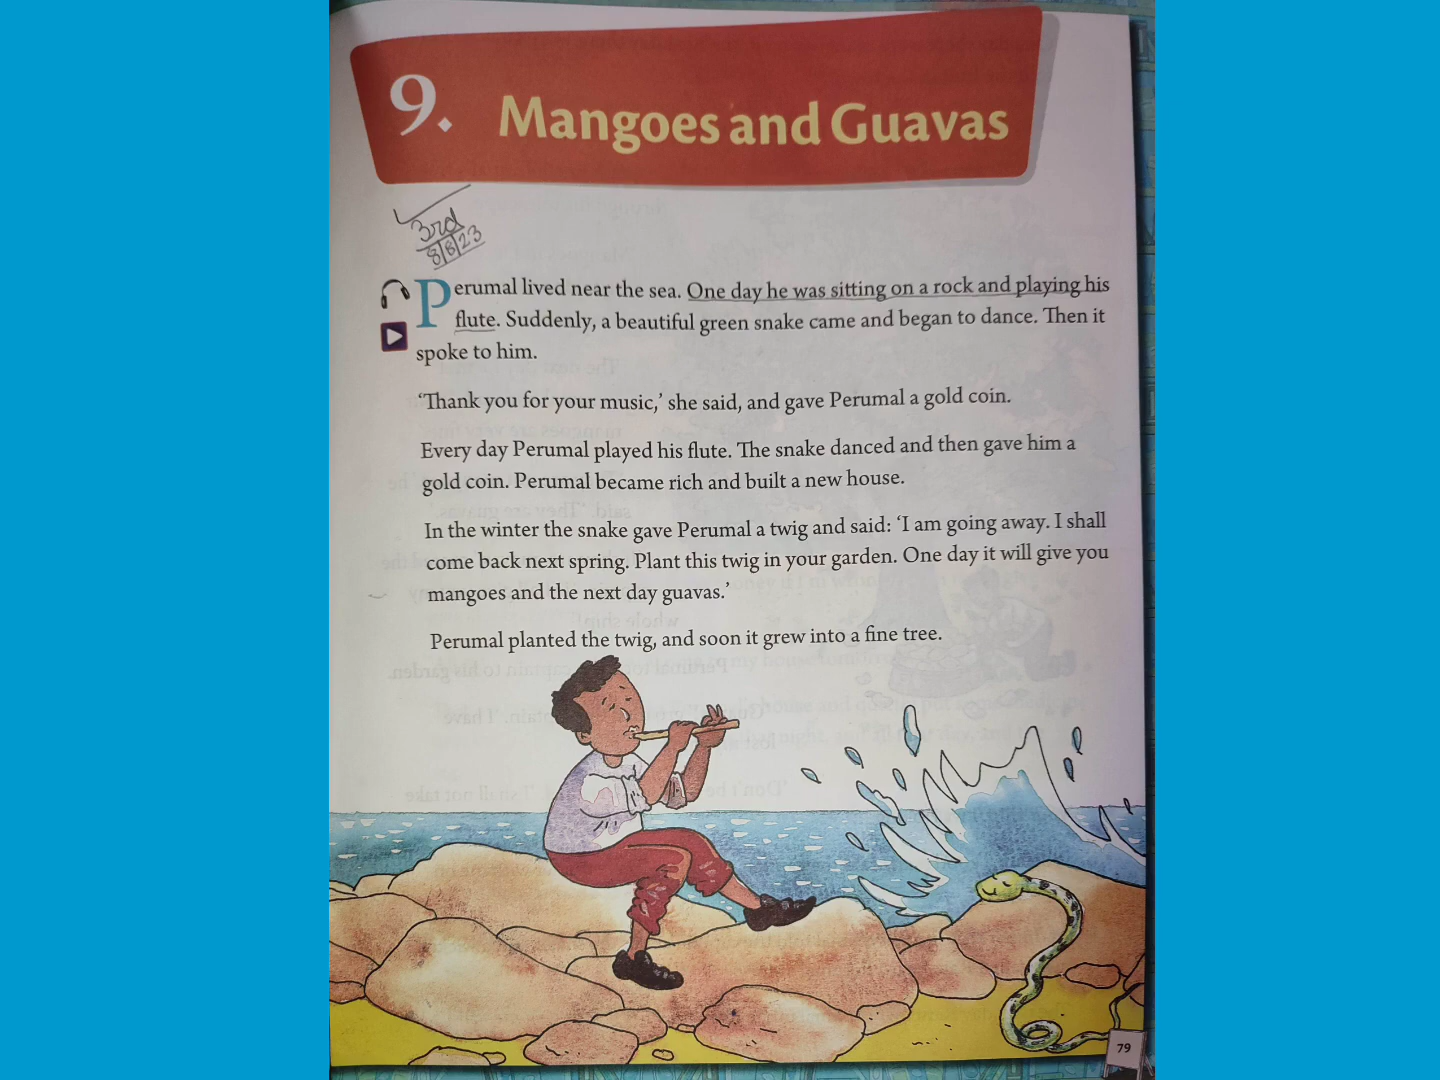 9. Mangoes and Guavas
3rd
8/8/23
Perumal lived near the sea. One day he was sitting on a rock and playing his
flute. Suddenly, a beautiful green snake came and began to dance. Then it
spoke to him.
‘Thank you for your music,’ she said, and gave Perumal a gold coin.
Every day Perumal played his flute. The snake danced and then gave him a
gold coin. Perumal became rich and built a new house.
In the winter the snake gave Perumal a twig and said: ‘I am going away. I shall
come back next spring. Plant this twig in your garden. One day it will give you
mangoes and the next day guavas.’
Perumal planted the twig, and soon it grew into a fine tree.
79